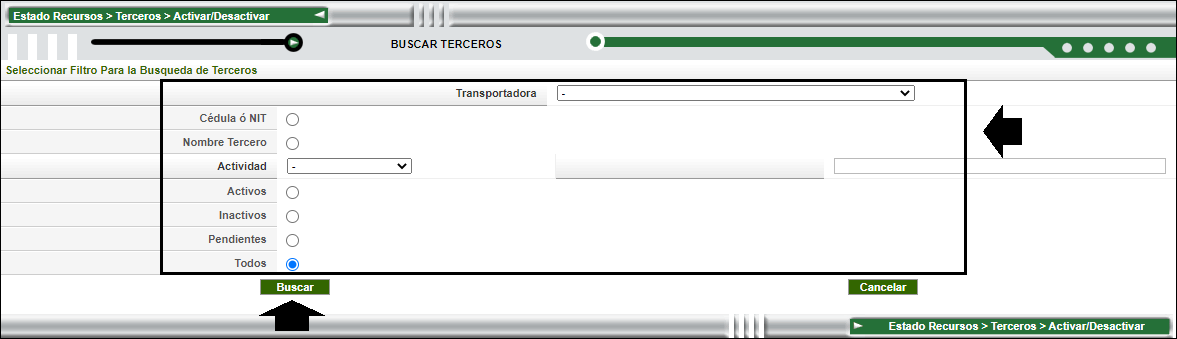 Estado Recursos > Terceros > Activar/Desactivar
BUSCAR TERCEROS
Seleccionar Filtro Para la Busqueda de Terceros
Transportadora -
Cédula ó NIT
Nombre Tercero
Actividad -
Activos
Inactivos
Pendientes
Todos
Buscar Cancelar
Estado Recursos > Terceros > Activar/Desactivar